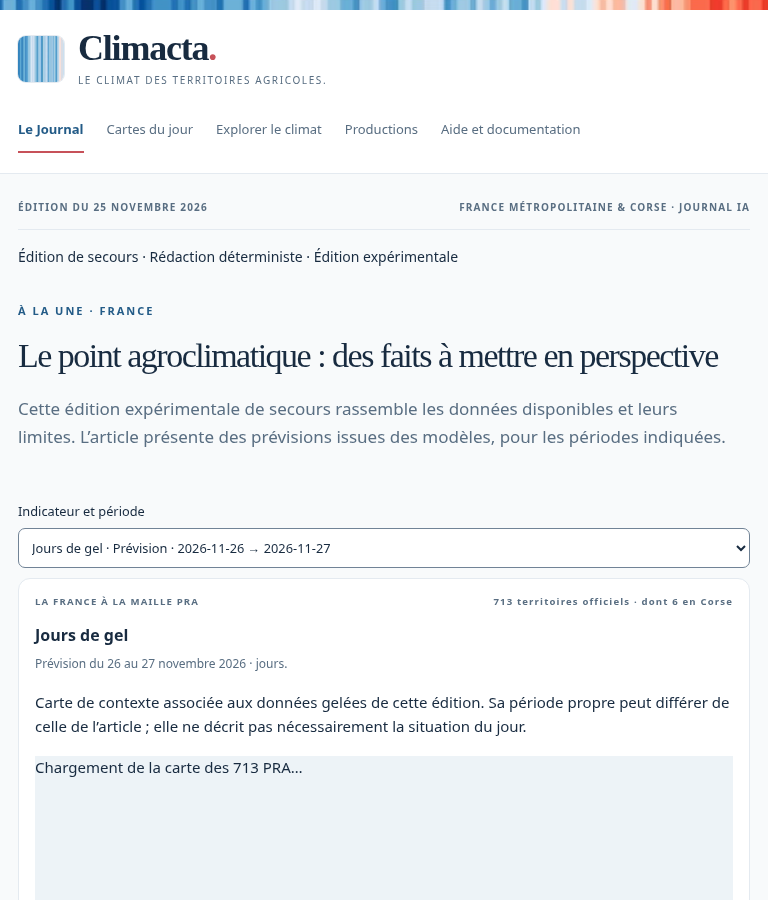 Climacta.
LE CLIMAT DES TERRITOIRES AGRICOLES.
Le Journal Cartes du jour Explorer le climat Productions Aide et documentation
ÉDITION DU 25 NOVEMBRE 2026 FRANCE MÉTROPOLITAINE & CORSE · JOURNAL IA
Édition de secours · Rédaction déterministe · Édition expérimentale
À LA UNE · FRANCE
Le point agroclimatique : des faits à mettre en perspective
Cette édition expérimentale de secours rassemble les données disponibles et leurs
limites. L’article présente des prévisions issues des modèles, pour les périodes indiquées.
Indicateur et période
Jours de gel · Prévision · 2026-11-26 → 2026-11-27
LA FRANCE À LA MAILLE PRA 713 territoires officiels · dont 6 en Corse
Jours de gel
Prévision du 26 au 27 novembre 2026 · jours.
Carte de contexte associée aux données gelées de cette édition. Sa période propre peut différer de
celle de l’article ; elle ne décrit pas nécessairement la situation du jour.
Chargement de la carte des 713 PRA…